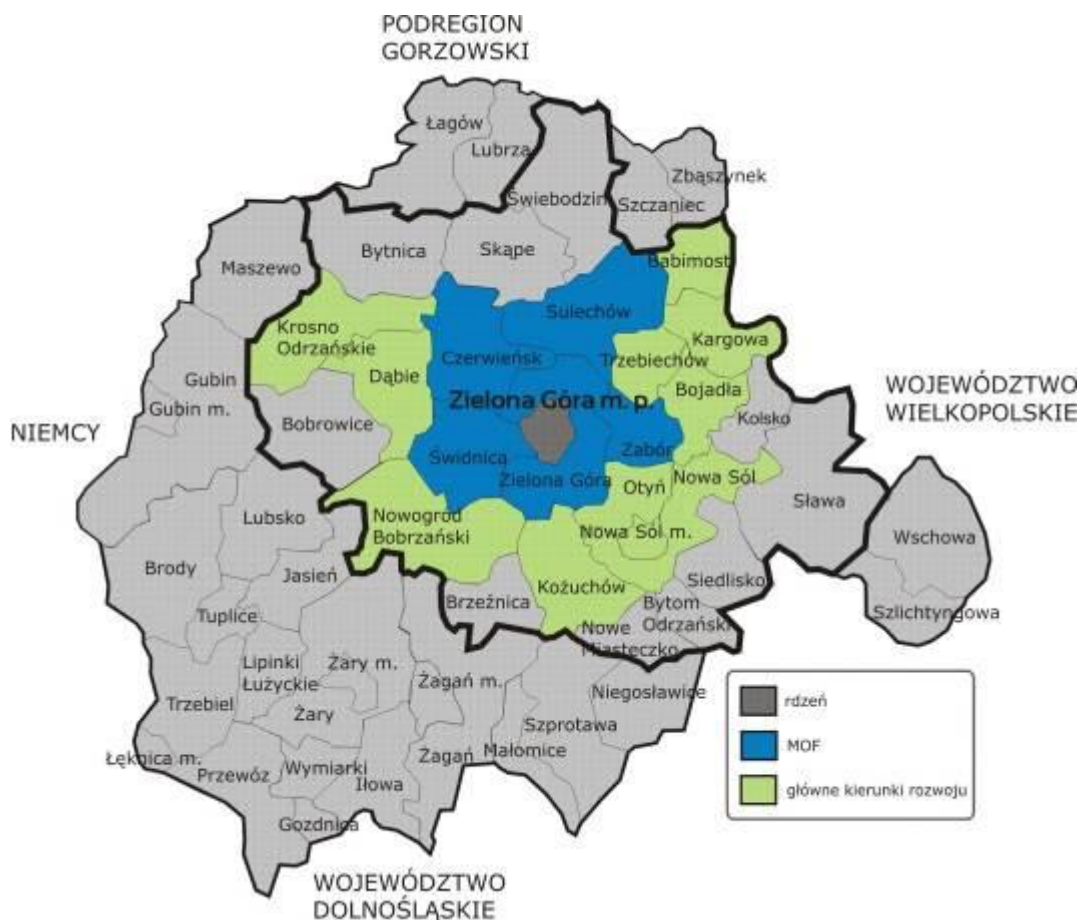 PODREGION
GORZOWSKI
Łagów
Lubrza
Zbąszynek
Świebodzin
Szczaniec
Bytnica
Skąpe
Babimost
Maszewo
Sulechów
Krosno
Odrzańskie
Kargowa
Czerwieńsk
Trzebiechów
Gubin
Dąbie
Bojadła
WOJEWÓDZTWO
WIELKOPOLSKIE
Zielona Góra m. p.
Gubin m.
Kolsko
NIEMCY
Bobrowice
Zabór
Świdnica
Zielona Góra
Nowa Sól
Otyń
Sława
Lubsko
Nowogród
Bobrzański
Nowa Sól m.
Wschowa
Brody
Jasień
Siedlisko
Kożuchów
Brzeźnica
Bytom
Odrzański
Szlichtyngowa
Tuplice
Nowe
Miasteczko
Lipinki
Łużyckie
Żary m.
Żagań m.
Niegosławice
Trzebiel
rdzeń
Żary
Szprotawa
MOF
Łęknica m.
Małomice
Żagań
Przewóz
Wymiarki
Iłowa
główne kierunki rozwoju
Gozdnica
WOJEWÓDZTWO
DOLNOŚLĄSKIE